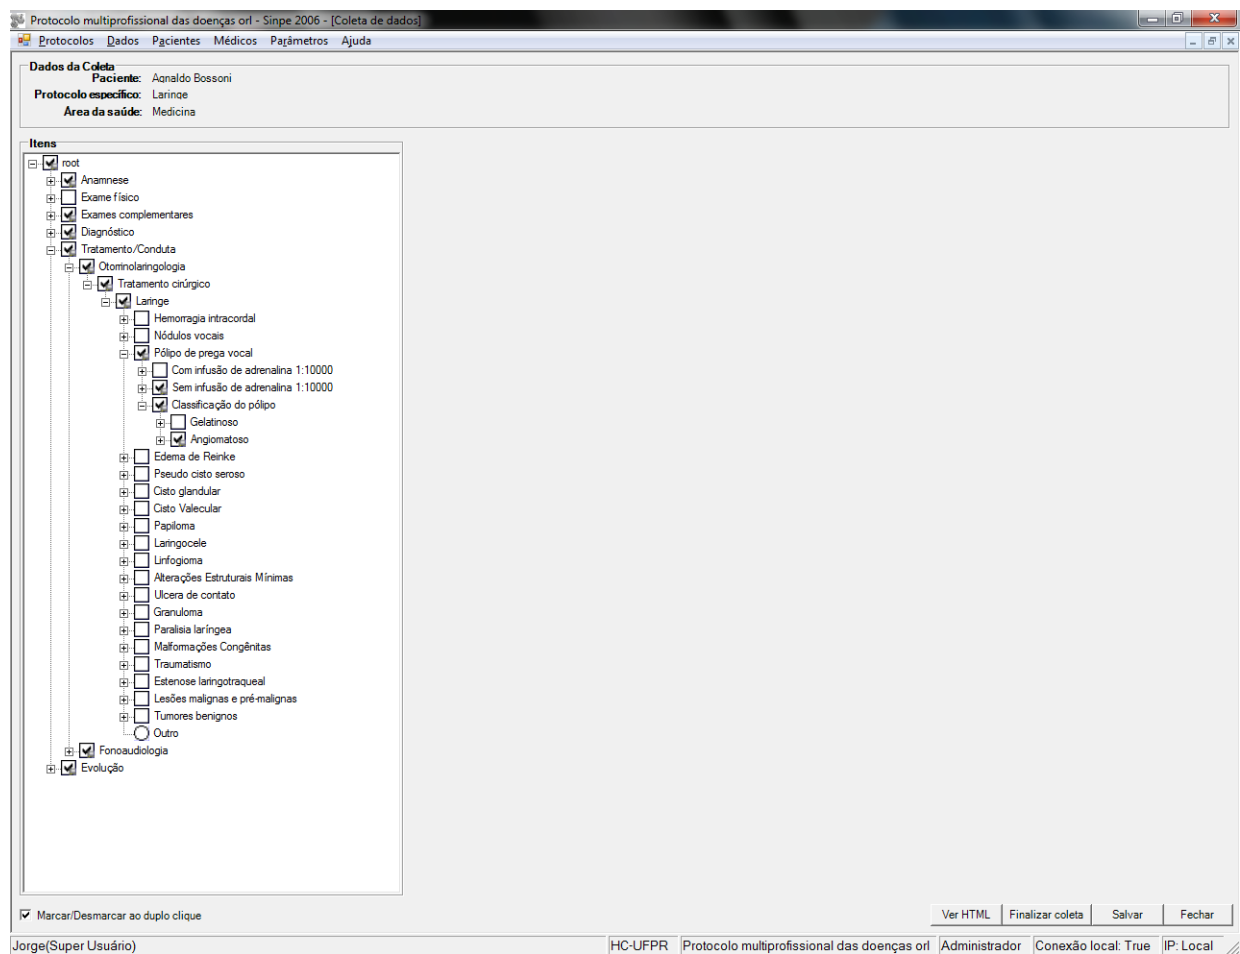 Protocolo multiprofissional das doenças orl - Sinpe 2006 - [Coleta de dados]
Protocolos Dados Pacientes Médicos Parâmetros Ajuda
Dados da Coleta
Paciente: Agnaldo Bossoni
Protocolo específico: Laringe
Área da saúde: Medicina
Itens
root
Anamnese
Exame físico
Exames complementares
Diagnóstico
Tratamento/Conduta
Otorrinolaringologia
Tratamento cirúrgico
Laringe
Hemorragia intracordal
Nódulos vocais
Pólipo de prega vocal
Com infusão de adrenalina 1:10000
Sem infusão de adrenalina 1:10000
Classificação do pólipo
Gelatinoso
Angiomatoso
Edema de Reinke
Pseudo cisto seroso
Cisto glandular
Cisto Valecular
Papiloma
Laringocele
Linfogioma
Alterações Estruturais Mínimas
Ulcera de contato
Granuloma
Paralisia laríngea
Malformações Congênitas
Traumatismo
Estenose laringotraqueal
Lesões malignas e pré-malignas
Tumores benignos
Outro
Fonoaudiologia
Evolução
Marcar/Desmarcar ao duplo clique
Ver HTML Finalizar coleta Salvar Fechar
Jorge(Super Usuário) HC-UFPR Protocolo multiprofissional das doenças orl Administrador Conexão local: True IP: Local